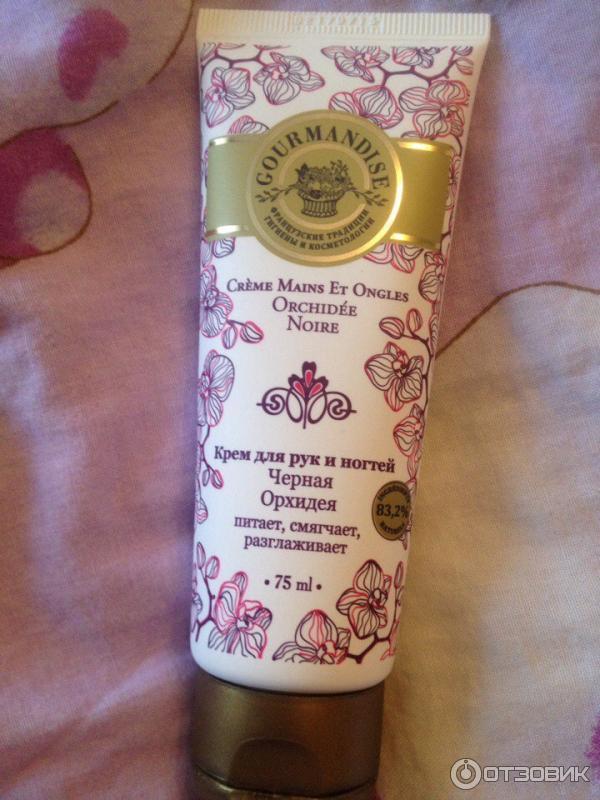 GOURMANDISE
ФРАНЦУЗСКИЕ ТРАДИЦИИ
ГИГИЕНЫ И КОСМЕТОЛОГИИ
CRÈME MAINS ET ONGLES
ORCHIDÉE
NOIRE
Крем для рук и ногтей
Черная
Орхидея
питает, смягчает,
разглаживает
83,2%
• 75 ml •
ОТЗОВИК